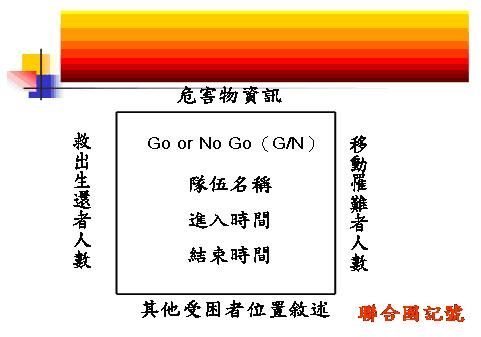 危害物資訊
救出生還者人數
Go or No Go（G/N）
隊伍名稱
進入時間
結束時間
移動罹難者人數
其他受困者位置敘述
聯合國記號